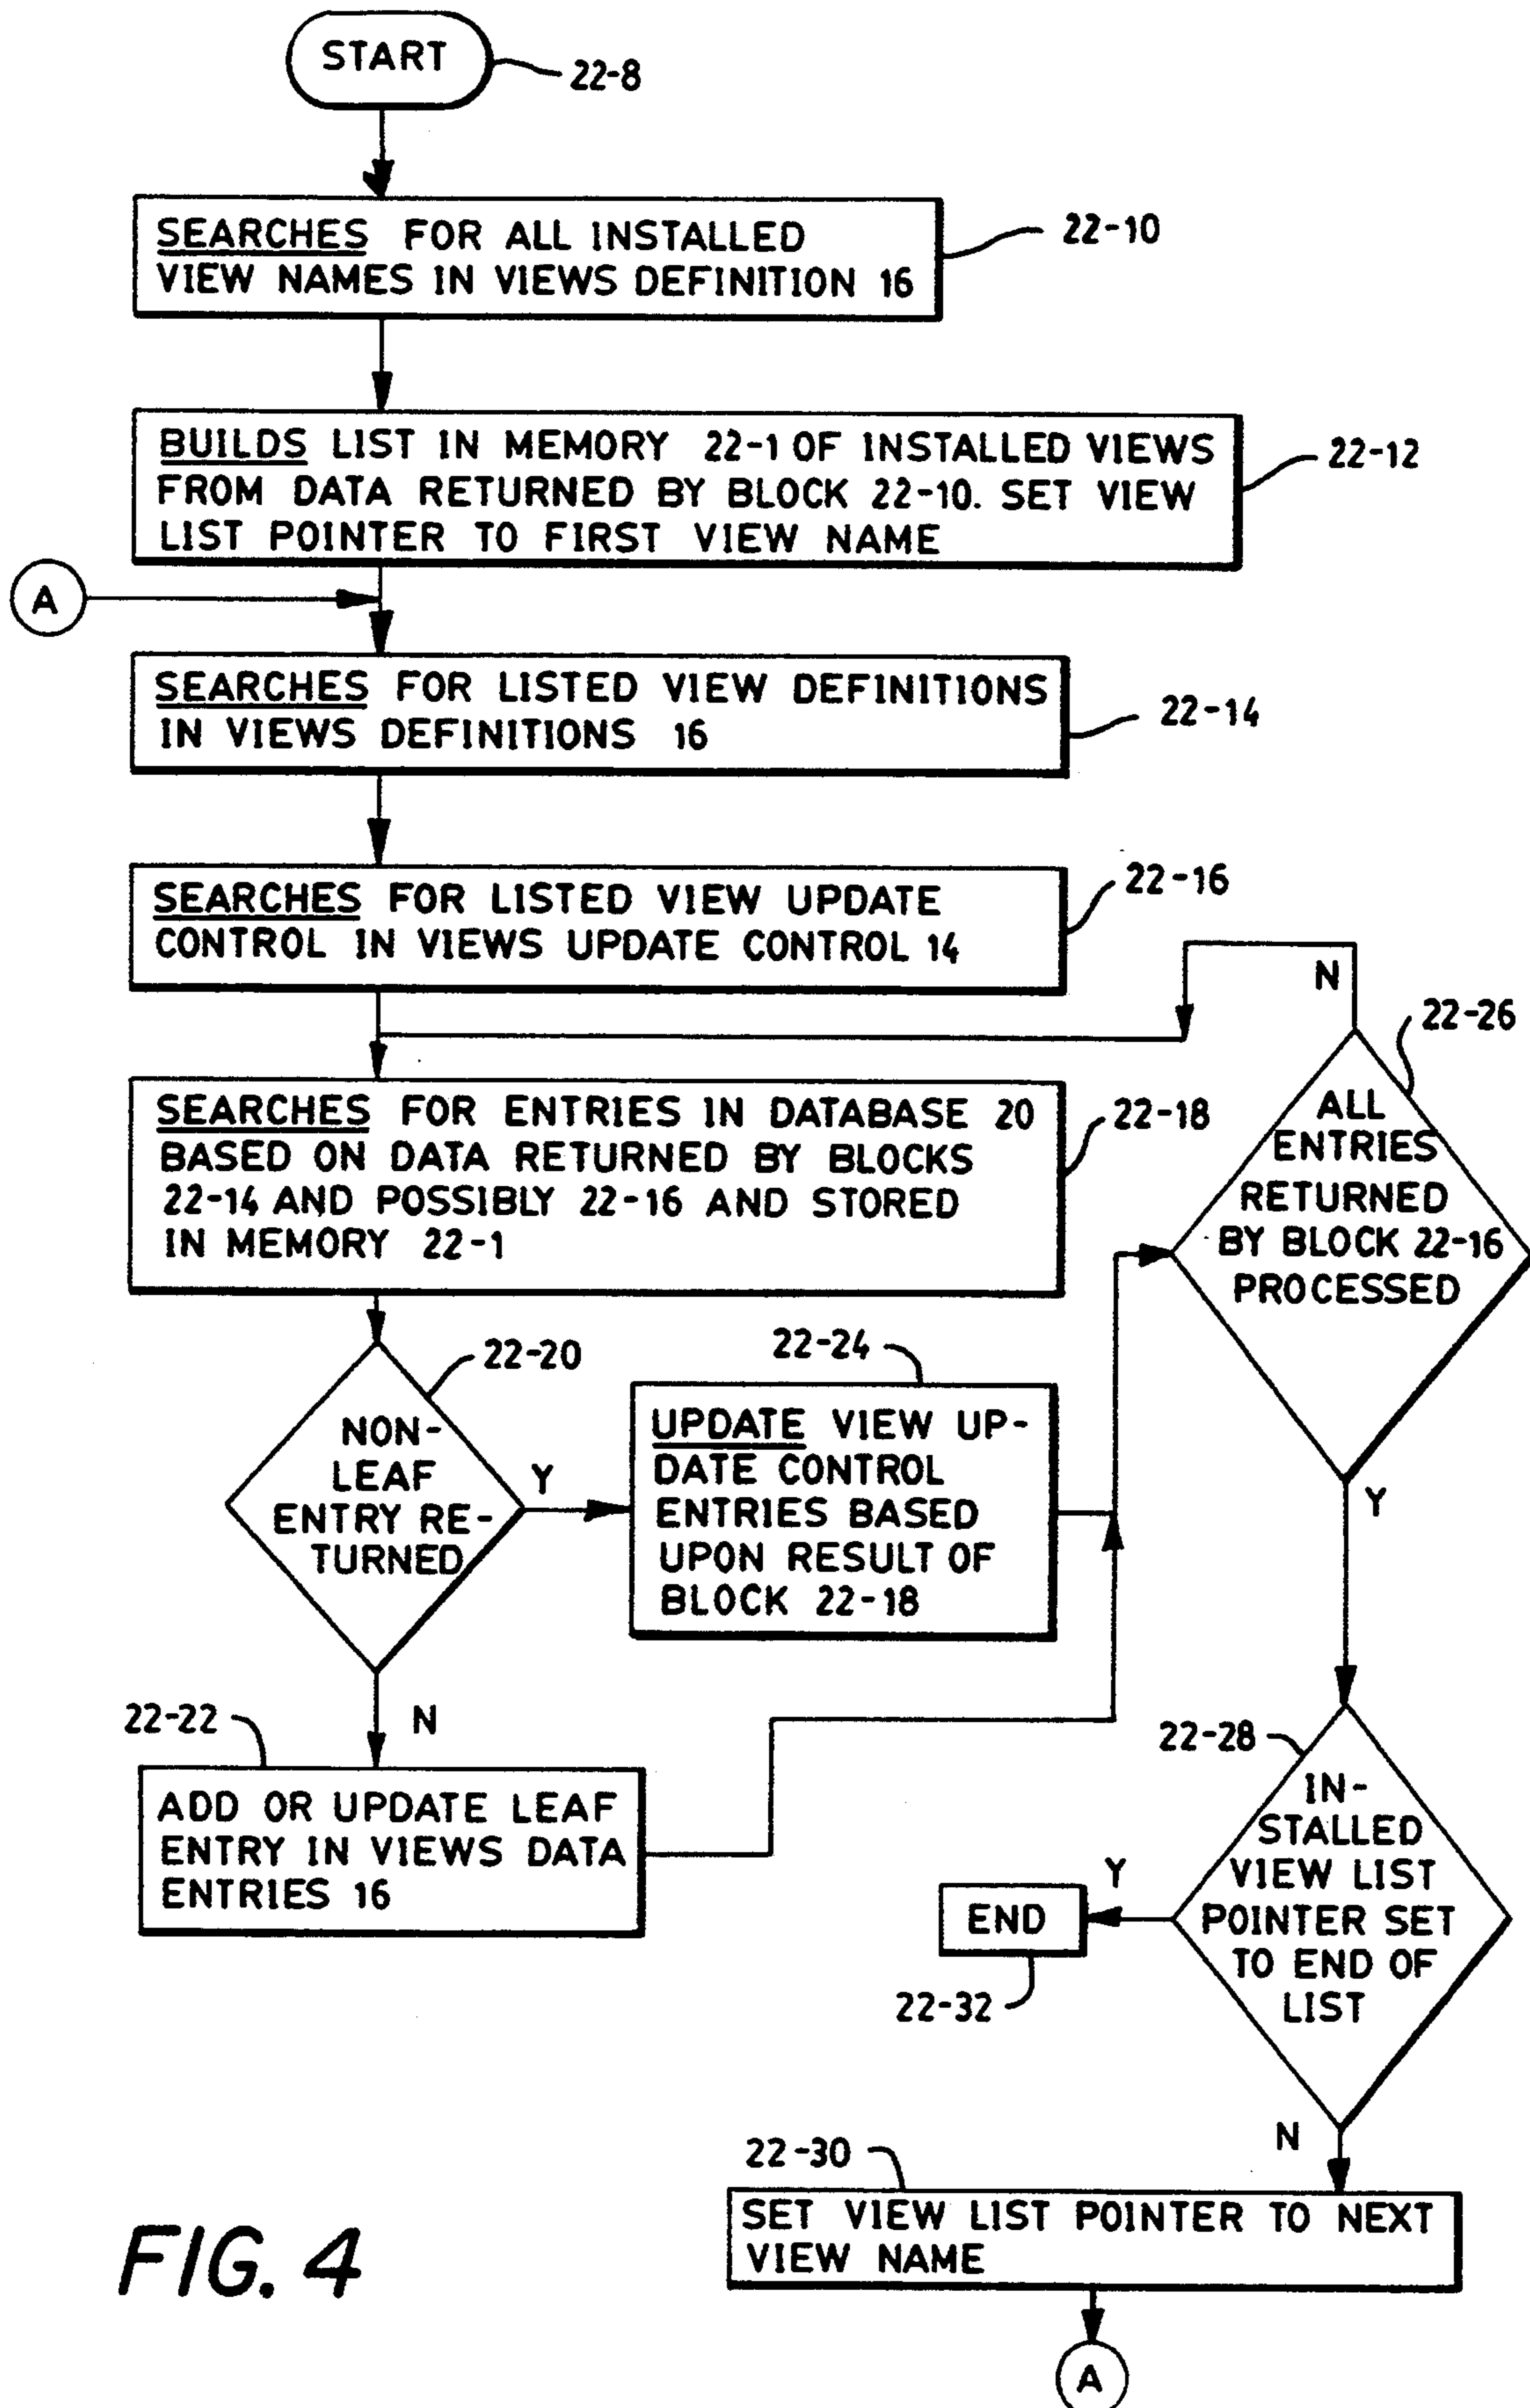 START
22-8
SEARCHES FOR ALL INSTALLED
VIEW NAMES IN VIEWS DEFINITION 16
22-10
BUILDS LIST IN MEMORY 22-1 OF INSTALLED VIEWS
FROM DATA RETURNED BY BLOCK 22-10. SET VIEW
LIST POINTER TO FIRST VIEW NAME
22-12
A
SEARCHES FOR LISTED VIEW DEFINITIONS
IN VIEWS DEFINITIONS 16
22-14
SEARCHES FOR LISTED VIEW UPDATE
CONTROL IN VIEWS UPDATE CONTROL 14
22-16
SEARCHES FOR ENTRIES IN DATABASE 20
BASED ON DATA RETURNED BY BLOCKS
22-14 AND POSSIBLY 22-16 AND STORED
IN MEMORY 22-1
22-18
N
22-26
ALL
ENTRIES
RETURNED
BY BLOCK 22-16
PROCESSED
Y
22-20
NON-
LEAF
ENTRY RE-
TURNED
Y
N
22-24
UPDATE VIEW UP-
DATE CONTROL
ENTRIES BASED
UPON RESULT OF
BLOCK 22-18
22-22
ADD OR UPDATE LEAF
ENTRY IN VIEWS DATA
ENTRIES 16
22-28
IN-
STALLED
VIEW LIST
POINTER SET
TO END OF
LIST
Y
END
22-32
N
22-30
SET VIEW LIST POINTER TO NEXT
VIEW NAME
A
FIG. 4